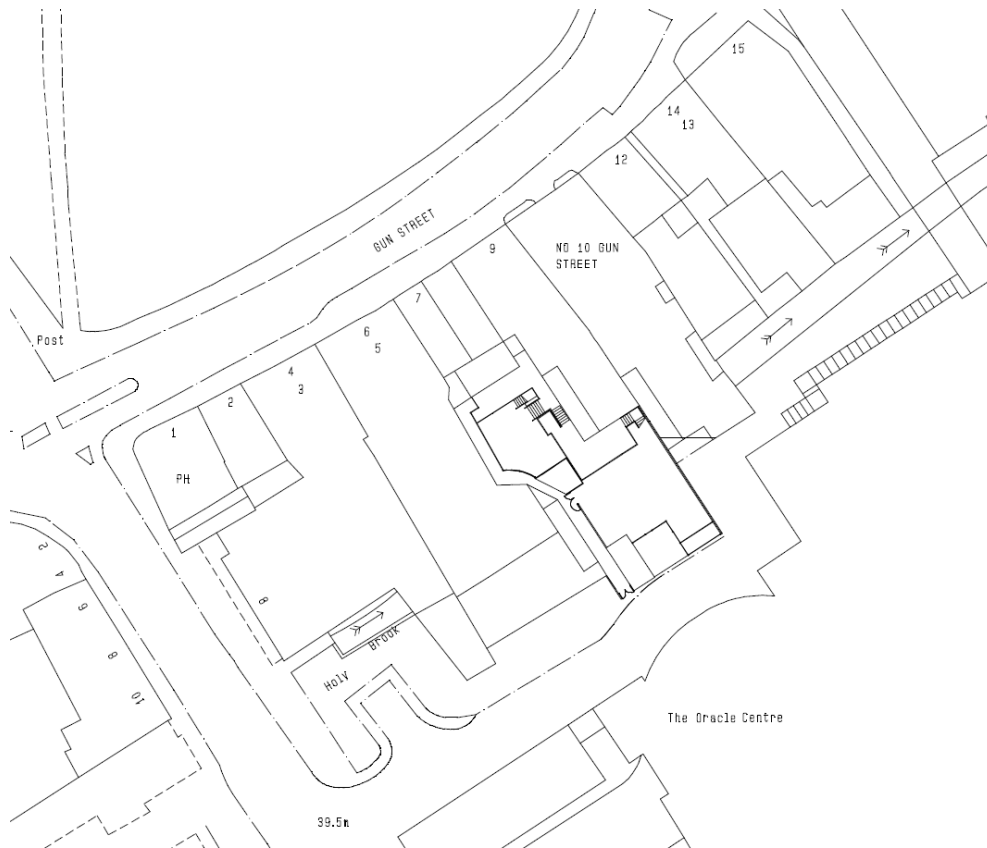 15
14
13
12
GUN STREET
9
NO 10 GUN
STREET
7
6
5
Post
4
3
2
1
PH
2
4
6
8
10
8
Holy Brook
The Oracle Centre
39.5m